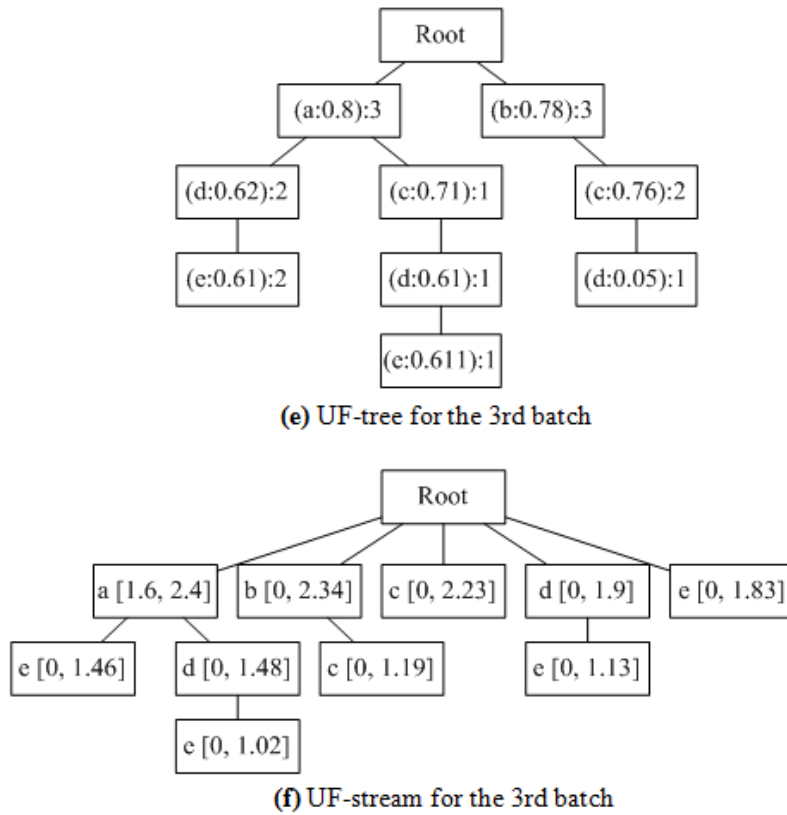 Root
(a:0.8):3
(b:0.78):3
(d:0.62):2
(c:0.71):1
(c:0.76):2
(e:0.61):2
(d:0.61):1
(d:0.05):1
(e:0.611):1
(e) UF-tree for the 3rd batch
Root
a [1.6, 2.4]
b [0, 2.34]
c [0, 2.23]
d [0, 1.9]
e [0, 1.83]
e [0, 1.46]
d [0, 1.48]
c [0, 1.19]
e [0, 1.13]
e [0, 1.02]
(f) UF-stream for the 3rd batch